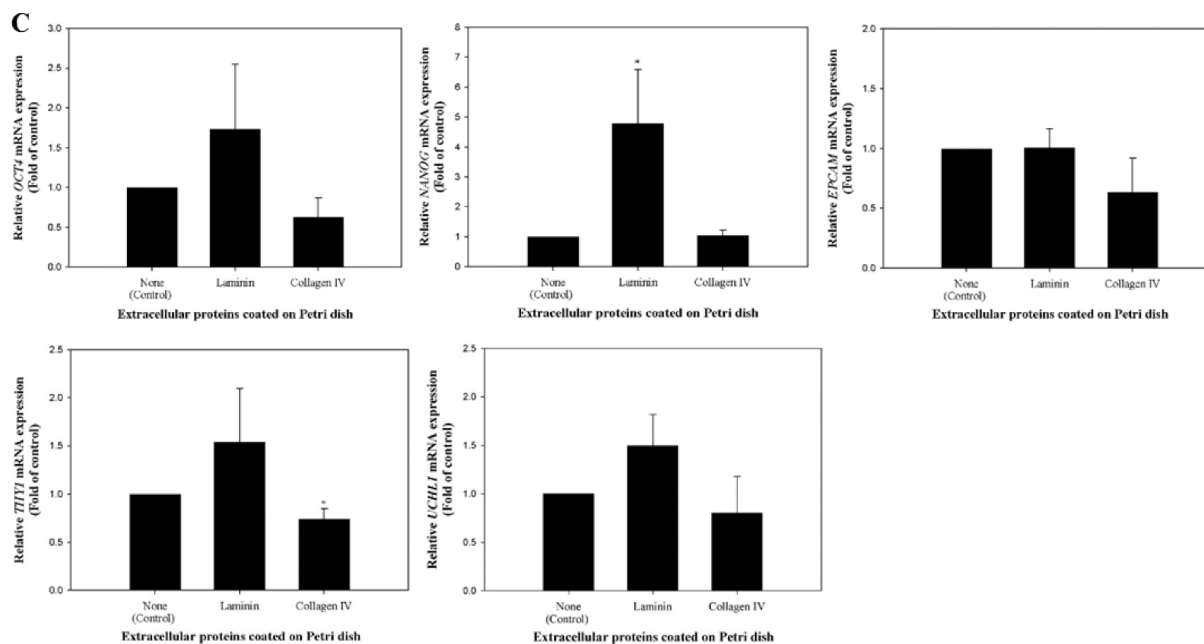 C
Relative OCT4 mRNA expression
(Fold of control)
3.0
2.5
2.0
1.5
1.0
0.5
0.0
None
(Control)
Laminin
Collagen IV
Extracellular proteins coated on Petri dish
Relative NANOG mRNA expression
(Fold of control)
8
7
6
5
4
3
2
1
0
*
None
(Control)
Laminin
Collagen IV
Extracellular proteins coated on Petri dish
Relative EPCAM mRNA expression
(Fold of control)
2.0
1.5
1.0
0.5
0.0
None
(Control)
Laminin
Collagen IV
Extracellular proteins coated on Petri dish
Relative THY1 mRNA expression
(Fold of control)
2.5
2.0
1.5
1.0
0.5
0.0
*
None
(Control)
Laminin
Collagen IV
Extracellular proteins coated on Petri dish
Relative UCHL1 mRNA expression
(Fold of control)
2.5
2.0
1.5
1.0
0.5
0.0
None
(Control)
Laminin
Collagen IV
Extracellular proteins coated on Petri dish